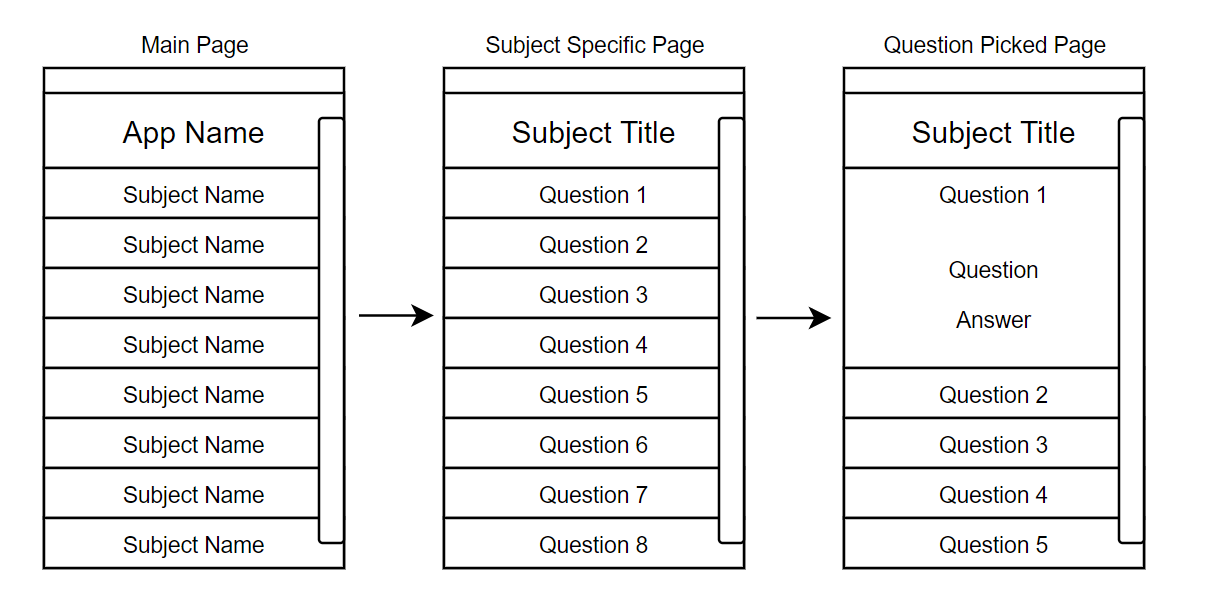 Main Page
App Name
Subject Name
Subject Name
Subject Name
Subject Name
Subject Name
Subject Name
Subject Name
Subject Name
Subject Specific Page
Subject Title
Question 1
Question 2
Question 3
Question 4
Question 5
Question 6
Question 7
Question 8
Question Picked Page
Subject Title
Question 1
Question
Answer
Question 2
Question 3
Question 4
Question 5